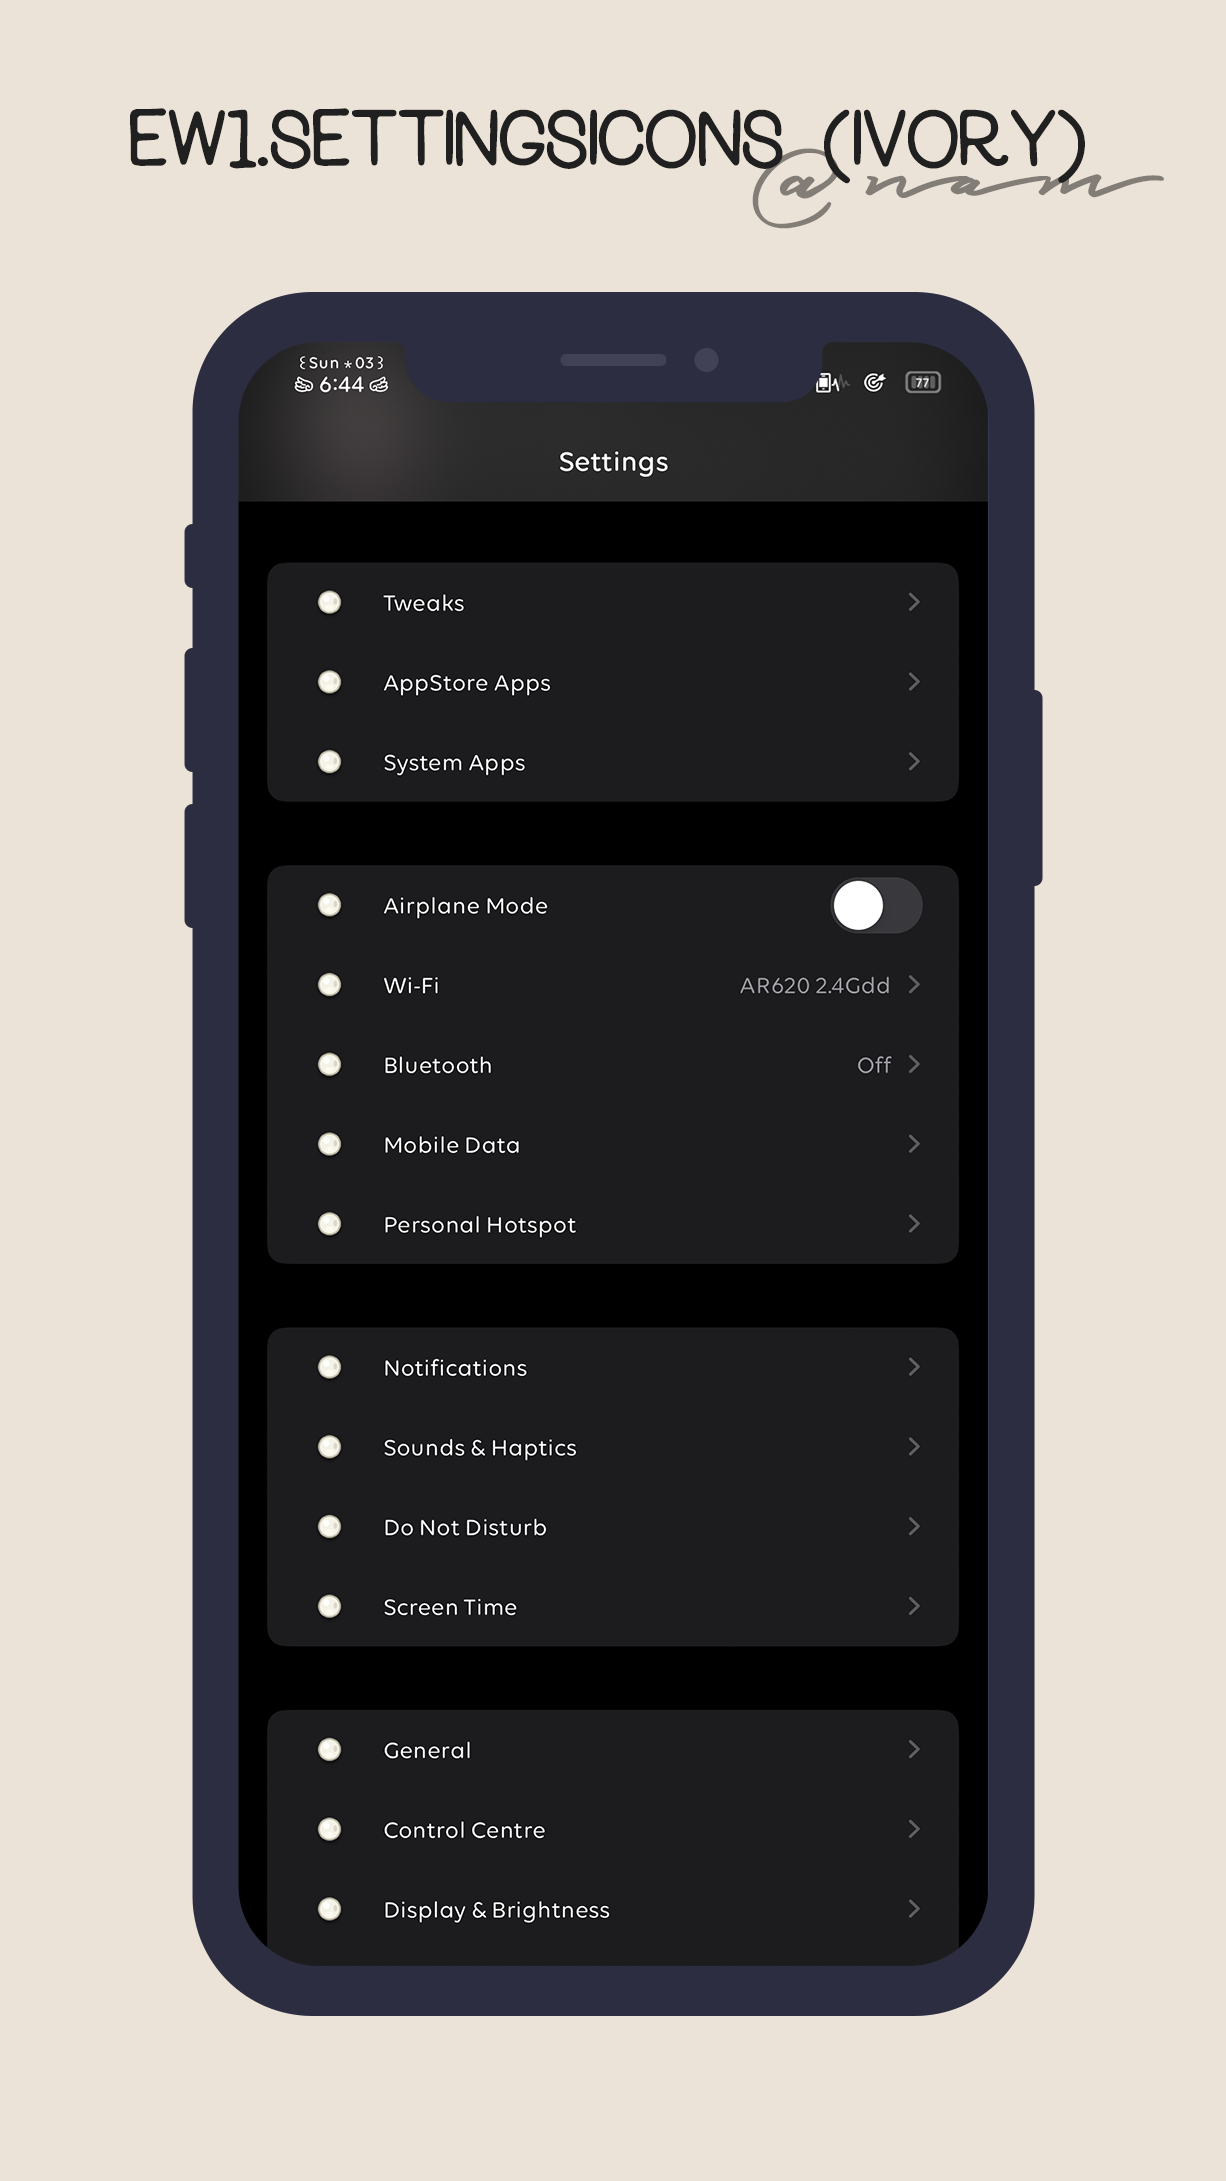 EW1.SETTINGSICONS (IVORY)
@nam
Sun * 03
6:44
77
Settings
Tweaks
AppStore Apps
System Apps
Airplane Mode
Wi-Fi AR620 2.4Gdd
Bluetooth Off
Mobile Data
Personal Hotspot
Notifications
Sounds & Haptics
Do Not Disturb
Screen Time
General
Control Centre
Display & Brightness